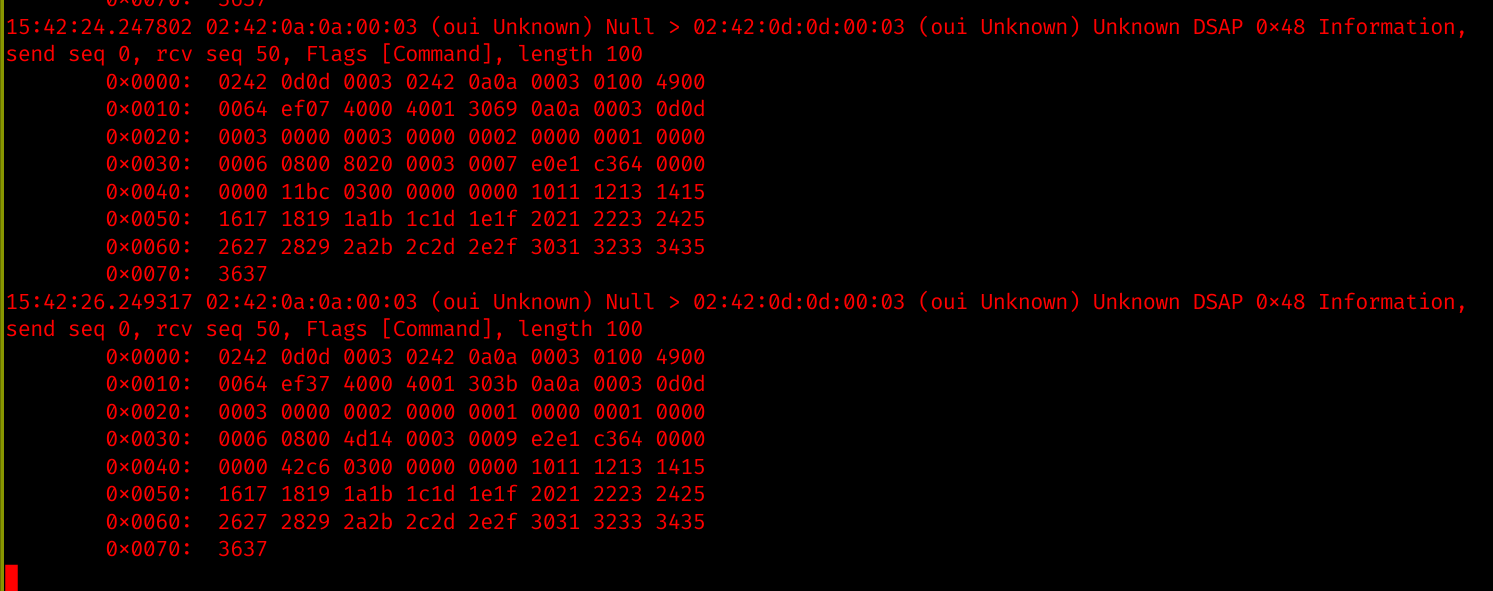 0x0070:  3637
15:42:24.247802 02:42:0a:0a:00:03 (oui Unknown) Null > 02:42:0d:0d:00:03 (oui Unknown) Unknown DSAP 0x48 Information,
send seq 0, rcv seq 50, Flags [Command], length 100
0x0000:  0242 0d0d 0003 0242 0a0a 0003 0100 4900
0x0010:  0064 ef07 4000 4001 3069 0a0a 0003 0d0d
0x0020:  0003 0000 0003 0000 0002 0000 0001 0000
0x0030:  0006 0800 8020 0003 0007 e0e1 c364 0000
0x0040:  0000 11bc 0300 0000 0000 1011 1213 1415
0x0050:  1617 1819 1a1b 1c1d 1e1f 2021 2223 2425
0x0060:  2627 2829 2a2b 2c2d 2e2f 3031 3233 3435
0x0070:  3637
15:42:26.249317 02:42:0a:0a:00:03 (oui Unknown) Null > 02:42:0d:0d:00:03 (oui Unknown) Unknown DSAP 0x48 Information,
send seq 0, rcv seq 50, Flags [Command], length 100
0x0000:  0242 0d0d 0003 0242 0a0a 0003 0100 4900
0x0010:  0064 ef37 4000 4001 303b 0a0a 0003 0d0d
0x0020:  0003 0000 0002 0000 0001 0000 0001 0000
0x0030:  0006 0800 4d14 0003 0009 e2e1 c364 0000
0x0040:  0000 42c6 0300 0000 0000 1011 1213 1415
0x0050:  1617 1819 1a1b 1c1d 1e1f 2021 2223 2425
0x0060:  2627 2829 2a2b 2c2d 2e2f 3031 3233 3435
0x0070:  3637